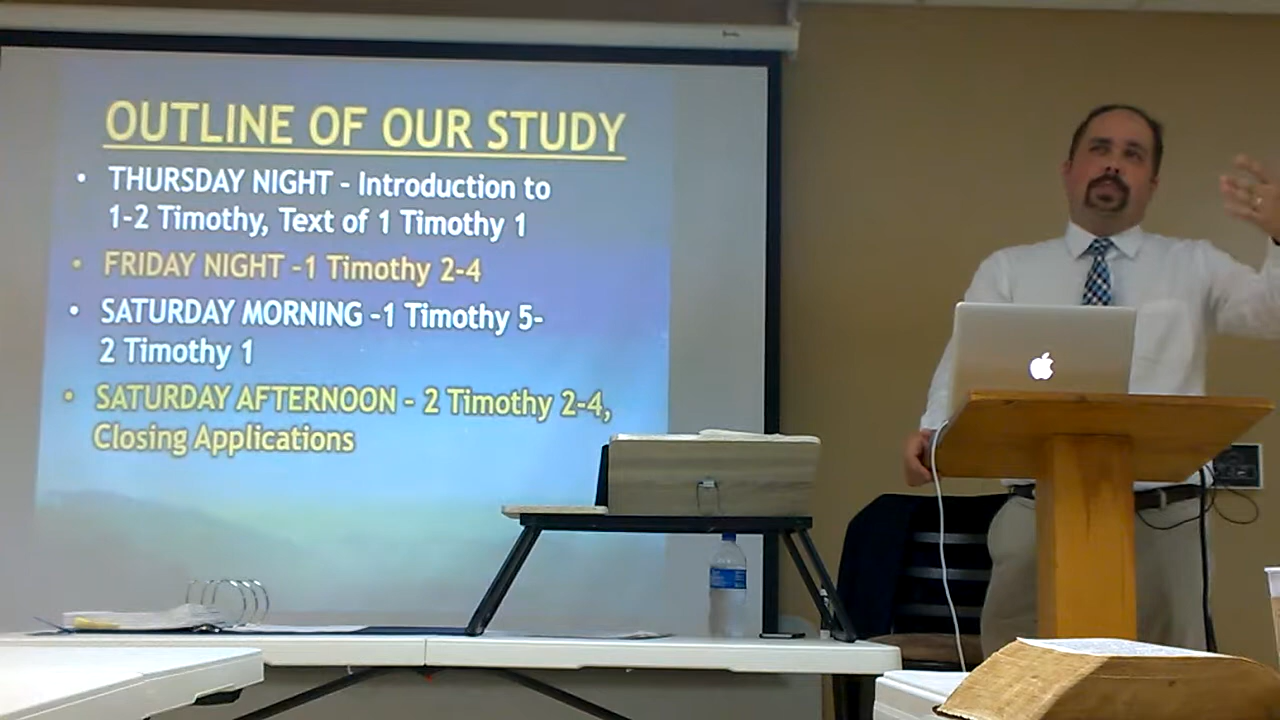 OUTLINE OF OUR STUDY
• THURSDAY NIGHT - Introduction to
1-2 Timothy, Text of 1 Timothy 1
• FRIDAY NIGHT -1 Timothy 2-4
• SATURDAY MORNING -1 Timothy 5-
2 Timothy 1
• SATURDAY AFTERNOON - 2 Timothy 2-4,
Closing Applications